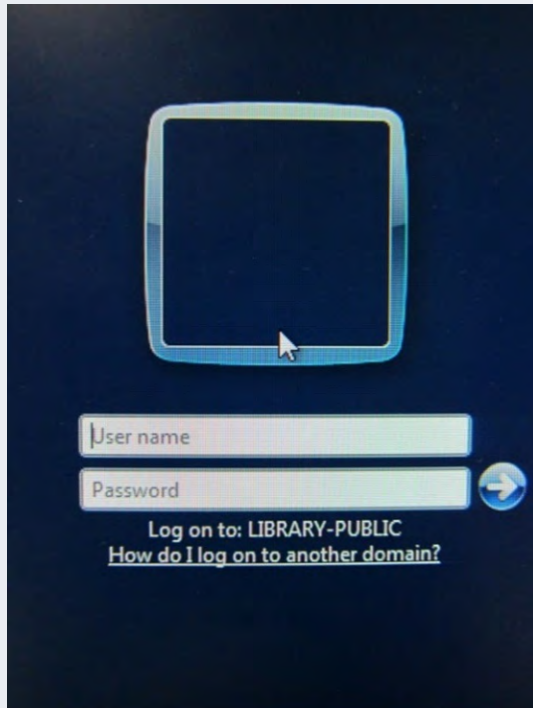 User name
Password
Log on to: LIBRARY-PUBLIC
How do I log on to another domain?